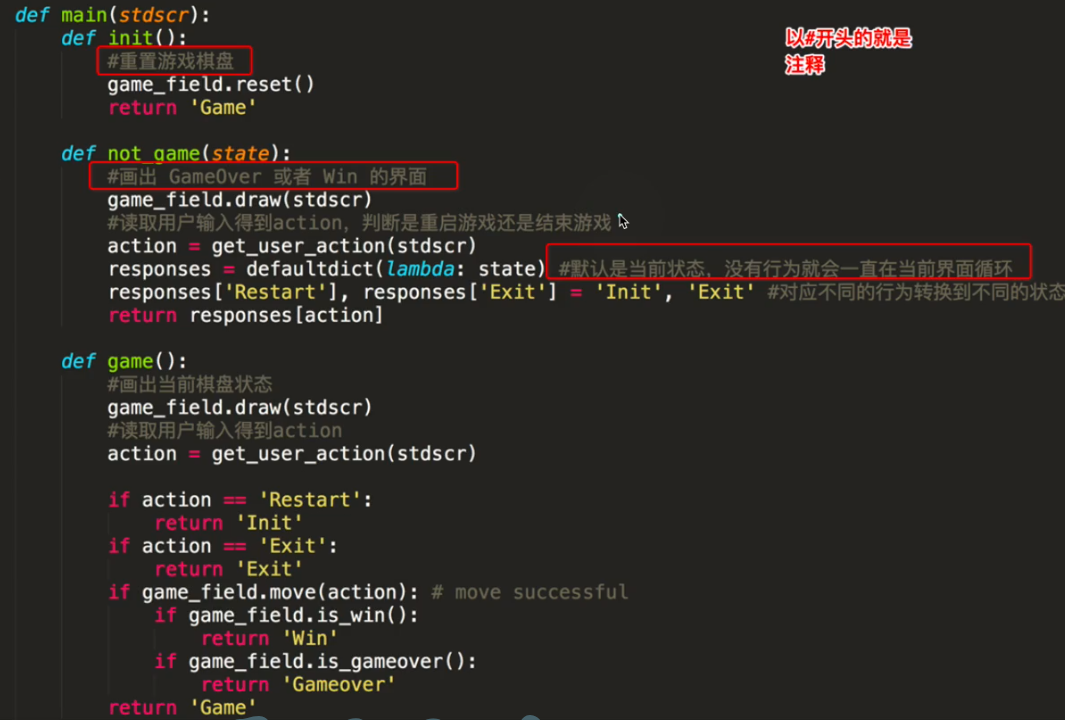 def main(stdscr):
    def init():
        #重置游戏棋盘
        game_field.reset()
        return 'Game'
    def not_game(state):
        #画出 GameOver 或者 Win 的界面
        game_field.draw(stdscr)
        #读取用户输入得到action，判断是重启游戏还是结束游戏
        action = get_user_action(stdscr)
        responses = defaultdict(lambda: state) #默认是当前状态，没有行为就会一直在当前界面循环
        responses['Restart'], responses['Exit'] = 'Init', 'Exit' #对应不同的行为转换到不同的状态
        return responses[action]
    def game():
        #画出当前棋盘状态
        game_field.draw(stdscr)
        #读取用户输入得到action
        action = get_user_action(stdscr)
        if action == 'Restart':
            return 'Init'
        if action == 'Exit':
            return 'Exit'
        if game_field.move(action): # move successful
            if game_field.is_win():
                return 'Win'
            if game_field.is_gameover():
                return 'Gameover'
        return 'Game'
以#开头的就是
注释